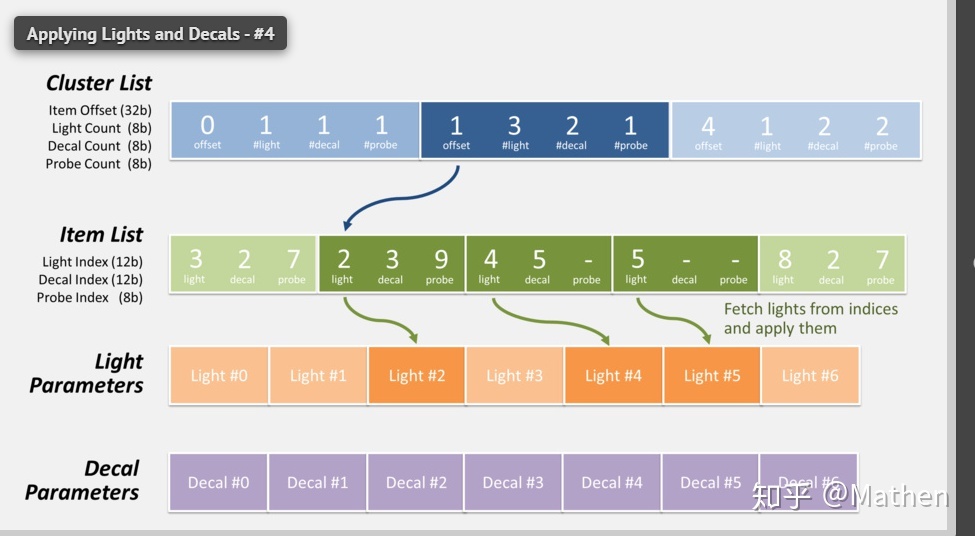 Applying Lights and Decals - #4
Cluster List
Item Offset (32b)
Light Count (8b)
Decal Count (8b)
Probe Count (8b)
0 1 1 1 1 3 2 1 4 1 2 2
offset #light #decal #probe offset #light #decal #probe offset #light #decal #probe
Item List
Light Index (12b)
Decal Index (12b)
Probe Index (8b)
3 2 7 2 3 9 4 5 - 5 - - 8 2 7
light decal probe light decal probe light decal probe light decal probe light decal probe
Fetch lights from indices
and apply them
Light
Parameters
Light #0 Light #1 Light #2 Light #3 Light #4 Light #5 Light #6
Decal
Parameters
Decal #0 Decal #1 Decal #2 Decal #3 Decal #4 Decal #5 Decal #6
知乎 @Mathen